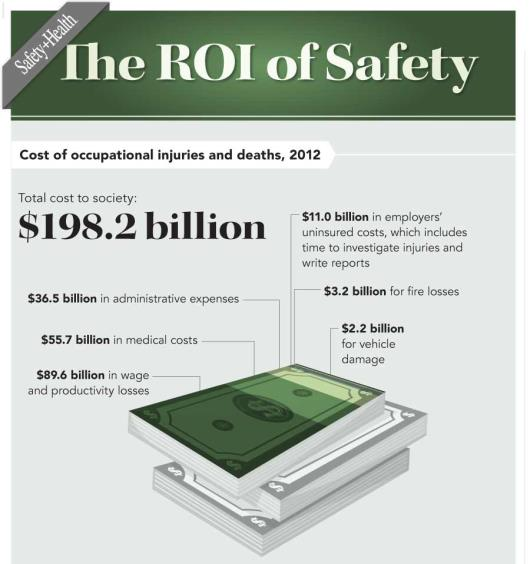 Safety+Health
The ROI of Safety
Cost of occupational injuries and deaths, 2012
Total cost to society:
$198.2 billion
$11.0 billion in employers'
uninsured costs, which includes
time to investigate injuries and
write reports
$36.5 billion in administrative expenses
$3.2 billion for fire losses
$55.7 billion in medical costs
$2.2 billion
for vehicle
damage
$89.6 billion in wage
and productivity losses